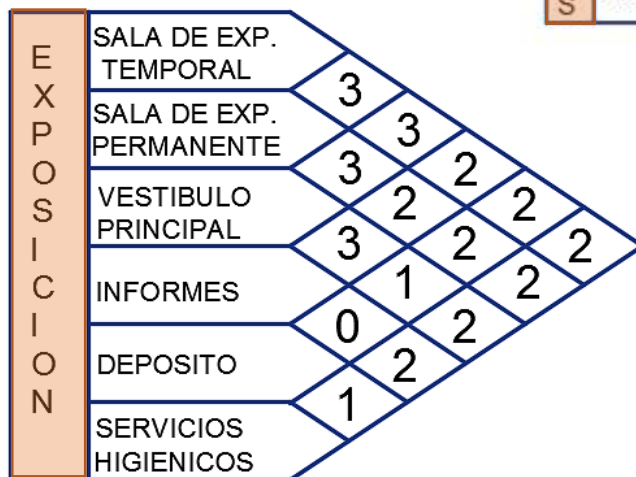 S
EXPOSICION
SALA DE EXP.
TEMPORAL
SALA DE EXP.
PERMANENTE
VESTIBULO
PRINCIPAL
INFORMES
DEPOSITO
SERVICIOS
HIGIENICOS
3
3
3 2
2 2
3 2 2
1 2
0 2
2
1